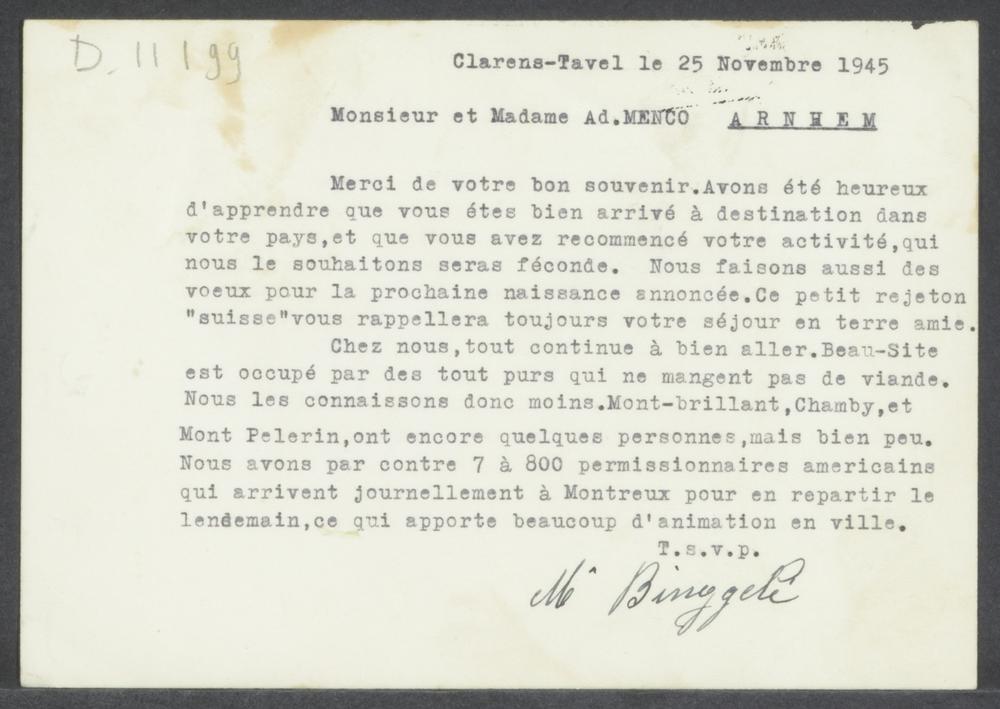 D. 11 199
Clarens-Tavel le 25 Novembre 1945
Monsieur et Madame Ad.MENCO A R N H E M
Merci de votre bon souvenir.Avons été heureux
d'apprendre que vous étes bien arrivé à destination dans
votre pays,et que vous avez recommencé votre activité,qui
nous le souhaitons seras féconde. Nous faisons aussi des
voeux pour la prochaine naissance annoncée.Ce petit rejeton
"suisse"vous rappellera toujours votre séjour en terre amie.
Chez nous,tout continue à bien aller.Beau-Site
est occupé par des tout purs qui ne mangent pas de viande.
Nous les connaissons donc moins.Mont-brillant,Chamby,et
Mont Pelerin,ont encore quelques personnes,mais bien peu.
Nous avons par contre 7 à 800 permissionnaires americains
qui arrivent journellement à Montreux pour en repartir le
lendemain,ce qui apporte beaucoup d'animation en ville.
T.s.v.p.
Binggeli